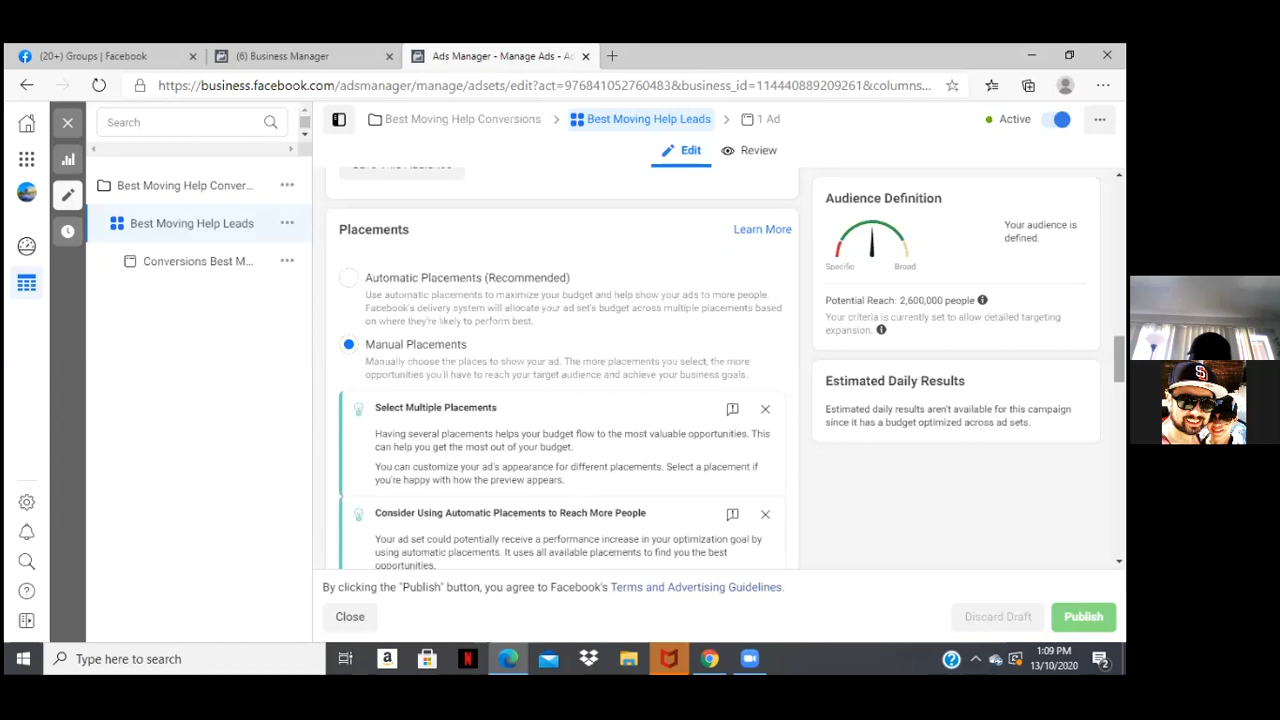 (20+) Groups | Facebook
(6) Business Manager
Ads Manager - Manage Ads - Ac
https://business.facebook.com/adsmanager/manage/adsets/edit?act=976841052760483&business_id=114440889209261&columns...
Search
Best Moving Help Conversions
Best Moving Help Leads
1 Ad
Active
Edit
Review
Best Moving Help Conver...
Best Moving Help Leads
Conversions Best M...
Placements
Learn More
Automatic Placements (Recommended)
Use automatic placements to maximize your budget and help show your ads to more people.
Facebook's delivery system will allocate your ad set's budget across multiple placements based
on where they're likely to perform best.
Manual Placements
Manually choose the places to show your ad. The more placements you select, the more
opportunities you'll have to reach your target audience and achieve your business goals.
Select Multiple Placements
Having several placements helps your budget flow to the most valuable opportunities. This
can help you get the most out of your budget.
You can customize your ad's appearance for different placements. Select a placement if
you're happy with how the preview appears.
Consider Using Automatic Placements to Reach More People
Your ad set could potentially receive a performance increase in your optimization goal by
using automatic placements. It uses all available placements to find you the best
opportunities.
Audience Definition
Your audience is
defined.
Specific
Broad
Potential Reach: 2,600,000 people
Your criteria is currently set to allow detailed targeting
expansion.
Estimated Daily Results
Estimated daily results aren't available for this campaign
since it has a budget optimized across ad sets.
By clicking the "Publish" button, you agree to Facebook's Terms and Advertising Guidelines.
Close
Discard Draft
Publish
Type here to search
1:09 PM
13/10/2020
2